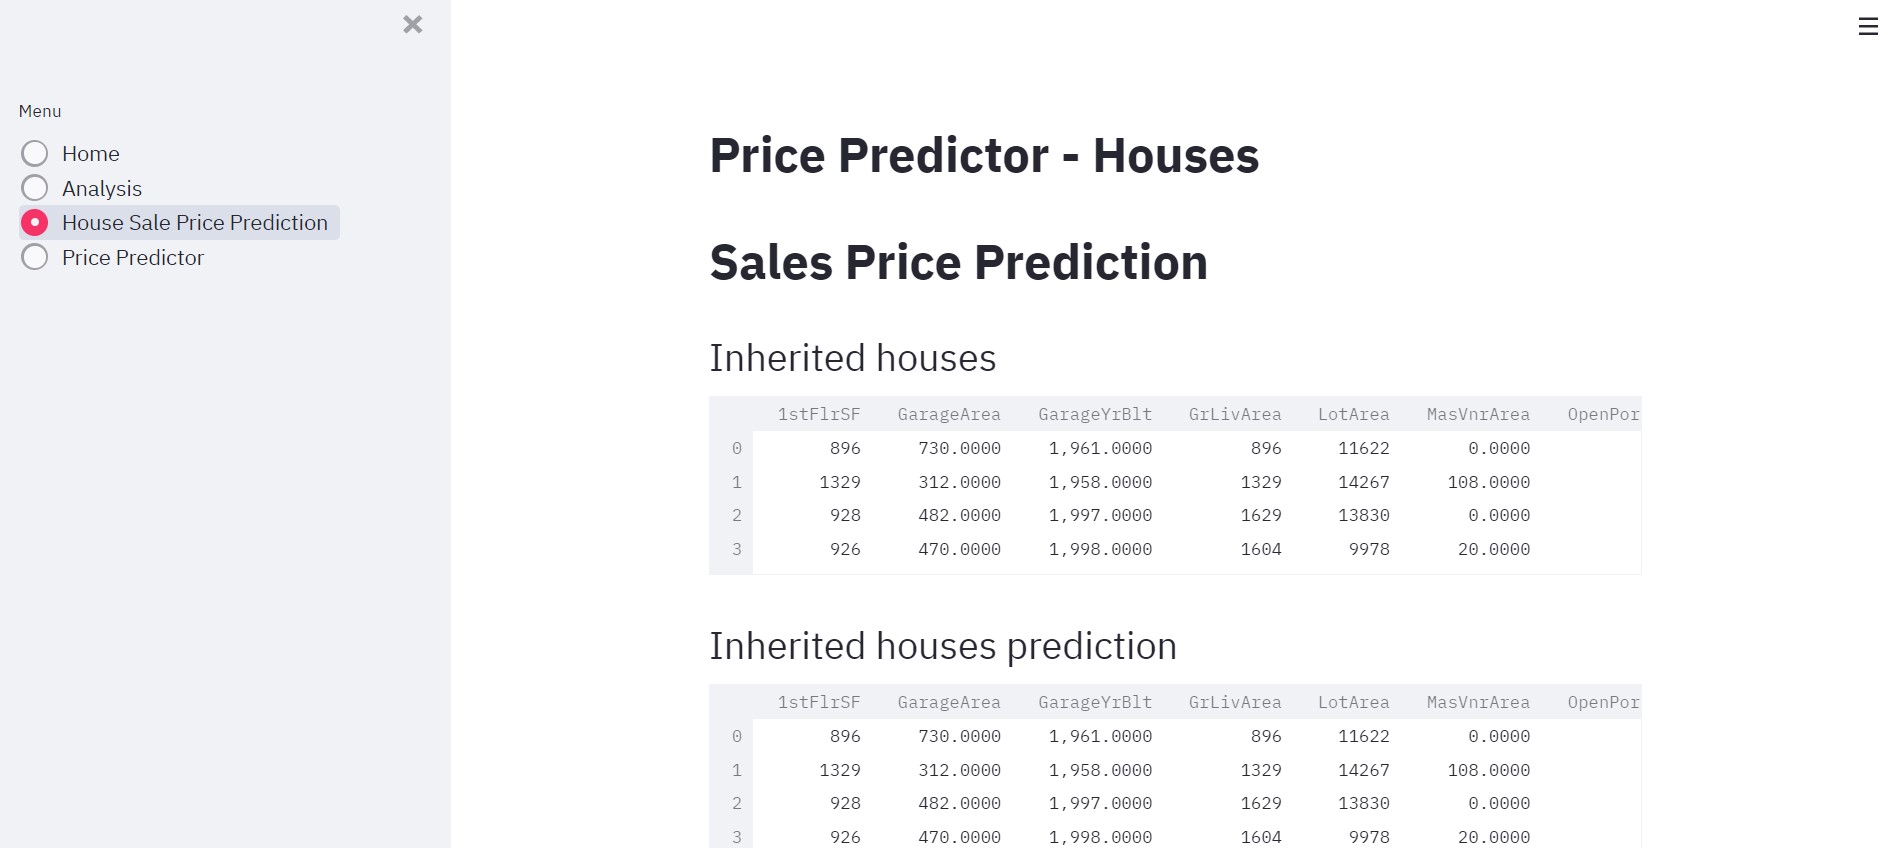 Menu
Home
Analysis
House Sale Price Prediction
Price Predictor
Price Predictor - Houses
Sales Price Prediction
Inherited houses
1stFlrSF GarageArea GarageYrBlt GrLivArea LotArea MasVnrArea OpenPor
0 896 730.0000 1,961.0000 896 11622 0.0000
1 1329 312.0000 1,958.0000 1329 14267 108.0000
2 928 482.0000 1,997.0000 1629 13830 0.0000
3 926 470.0000 1,998.0000 1604 9978 20.0000
Inherited houses prediction
1stFlrSF GarageArea GarageYrBlt GrLivArea LotArea MasVnrArea OpenPor
0 896 730.0000 1,961.0000 896 11622 0.0000
1 1329 312.0000 1,958.0000 1329 14267 108.0000
2 928 482.0000 1,997.0000 1629 13830 0.0000
3 926 470.0000 1,998.0000 1604 9978 20.0000